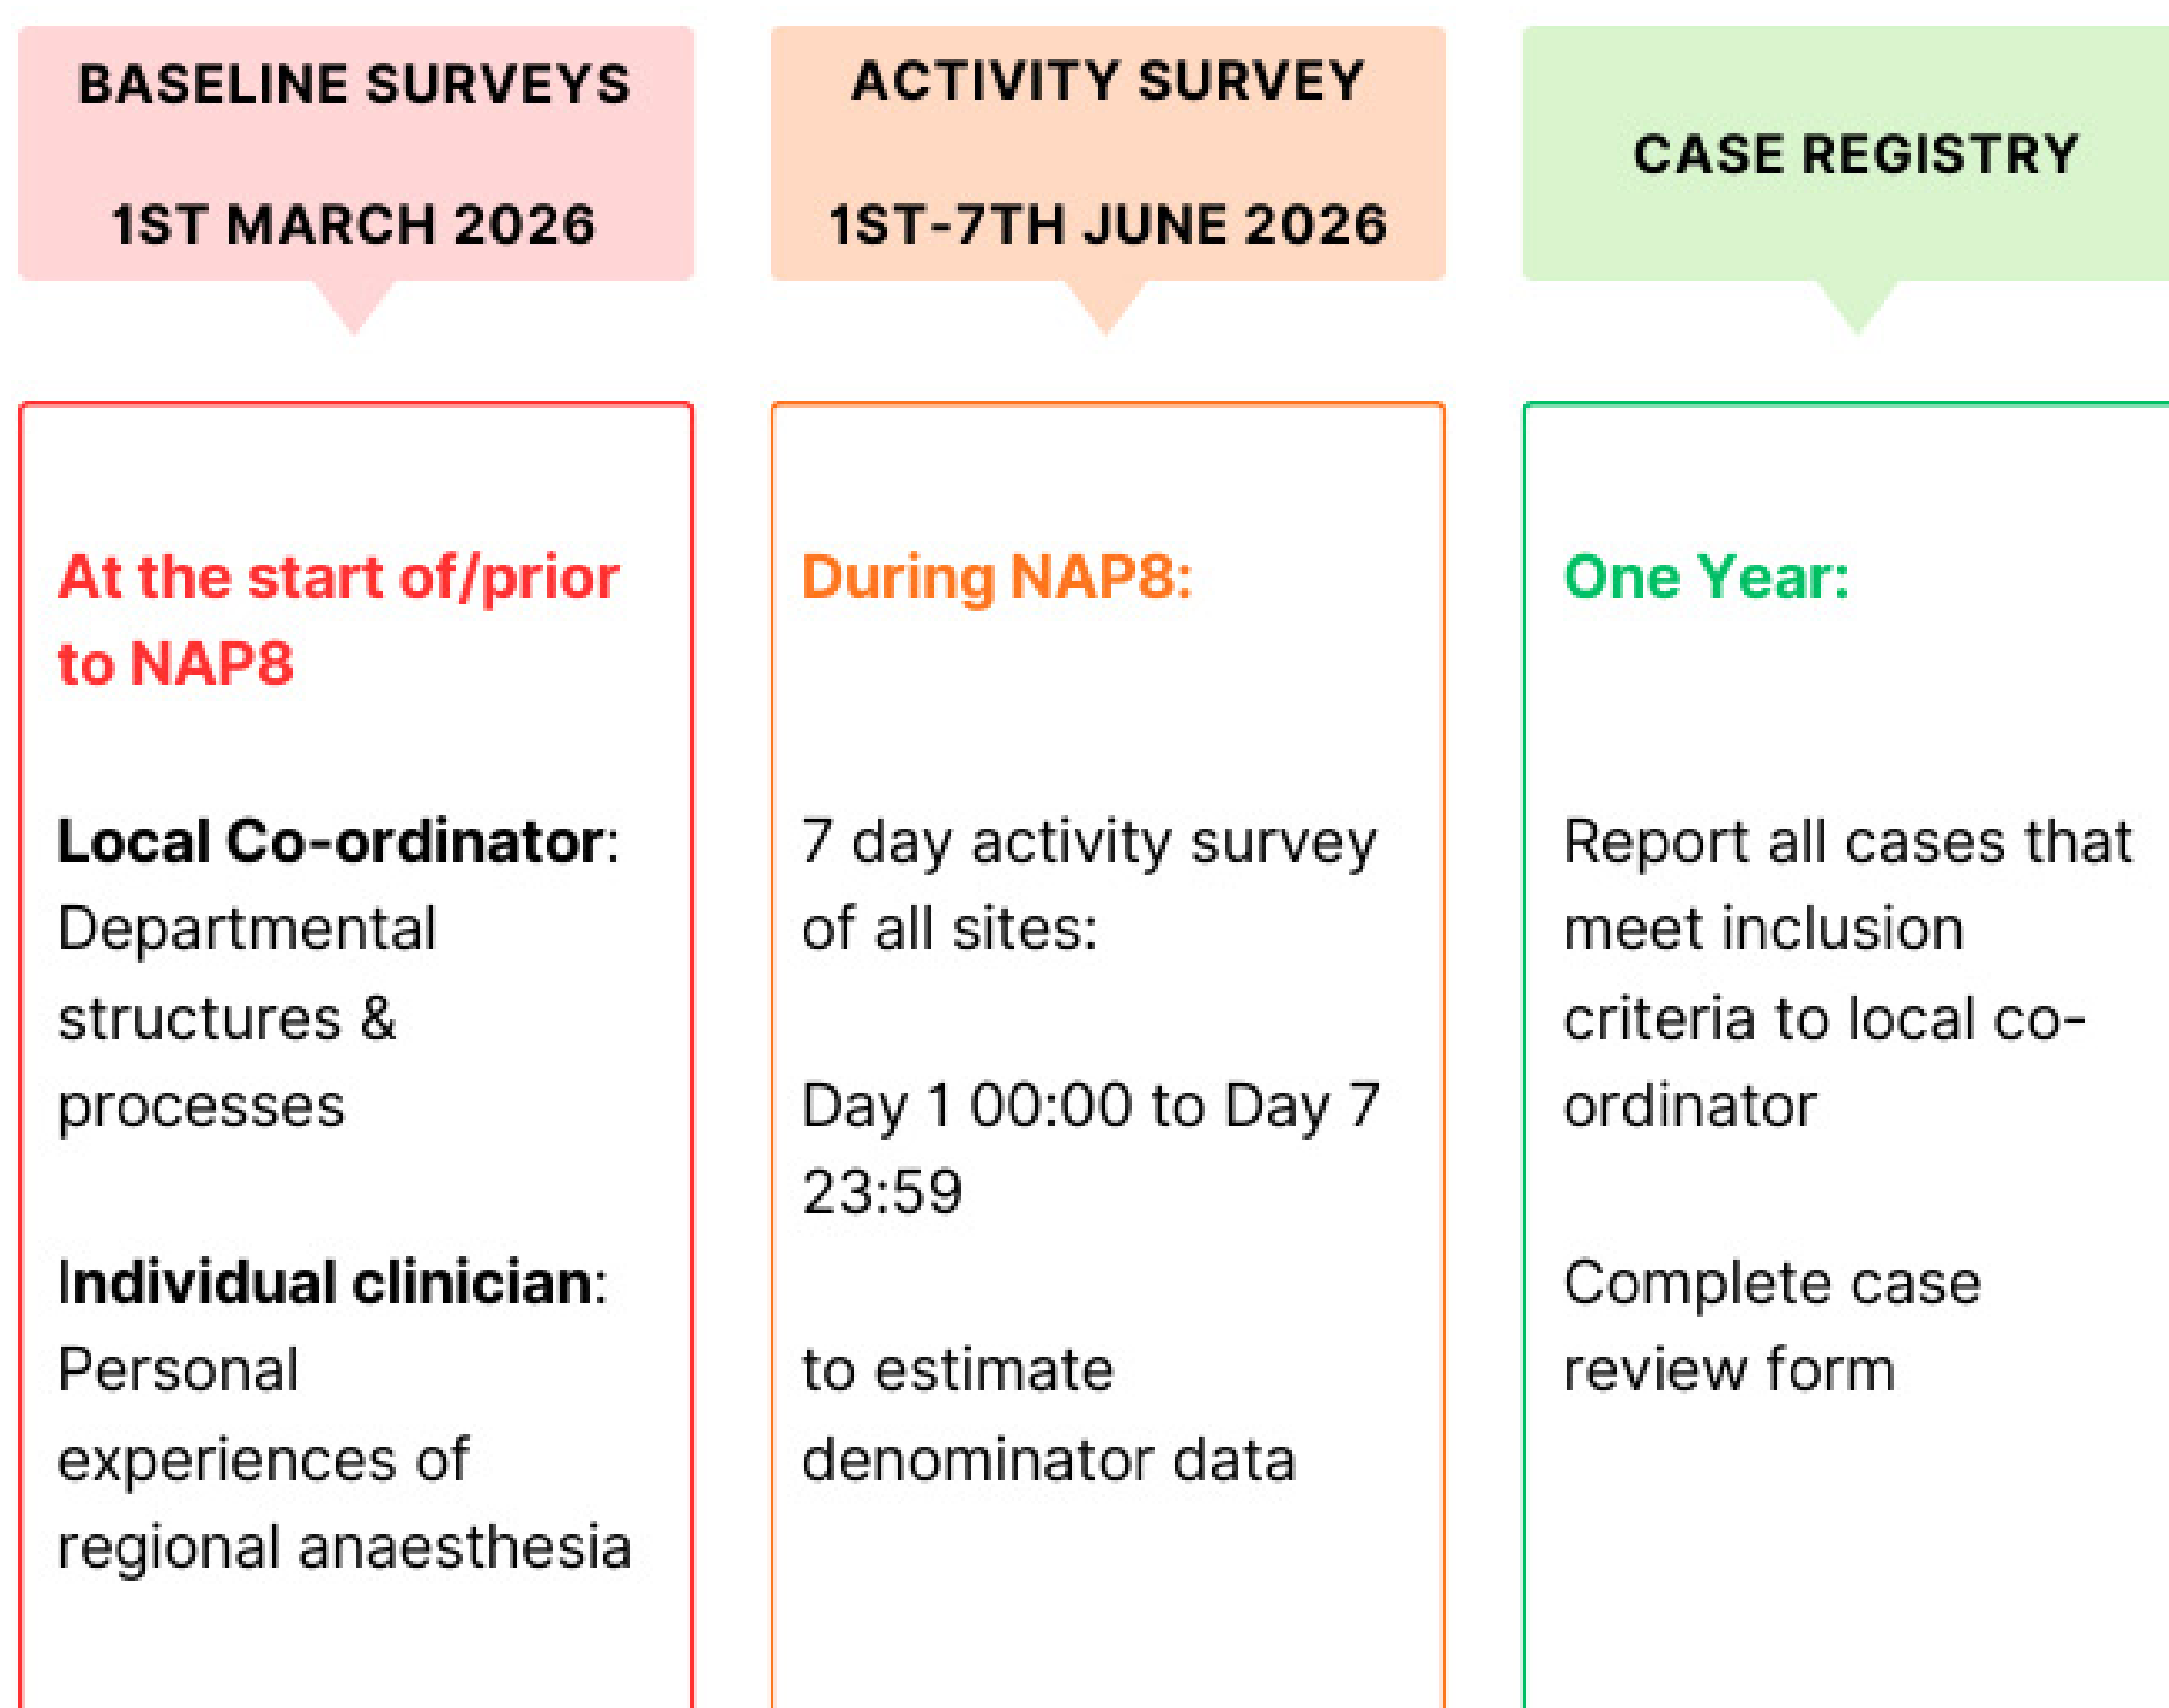 BASELINE SURVEYS
1ST MARCH 2026
At the start of/prior
to NAP8
Local Co-ordinator:
Departmental
structures &
processes
Individual clinician:
Personal
experiences of
regional anaesthesia
ACTIVITY SURVEY
1ST-7TH JUNE 2026
During NAP8:
7 day activity survey
of all sites:
Day 1 00:00 to Day 7
23:59
to estimate
denominator data
CASE REGISTRY
One Year:
Report all cases that
meet inclusion
criteria to local co-
ordinator
Complete case
review form